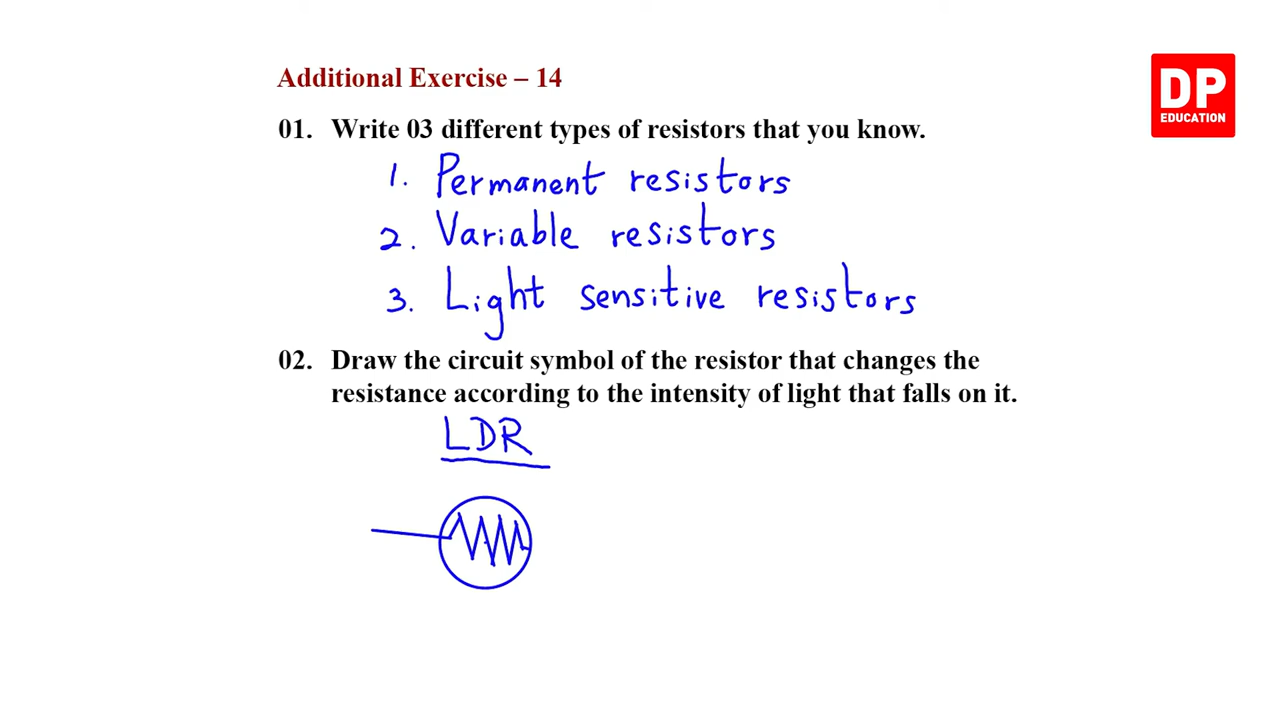 DP
EDUCATION
Additional Exercise – 14
01. Write 03 different types of resistors that you know.
1. Permanent resistors
2. Variable resistors
3. Light sensitive resistors
02. Draw the circuit symbol of the resistor that changes the
resistance according to the intensity of light that falls on it.
LDR